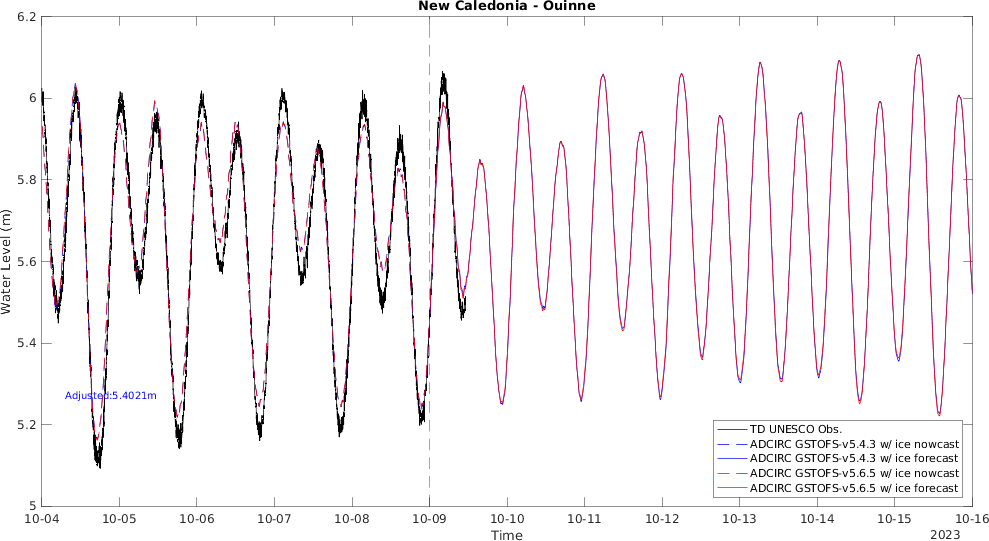 New Caledonia - Ouinne
6.2
6
5.8
5.6
5.4
5.2
5
Water Level (m)
Adjusted:5.4021m
TD UNESCO Obs.
ADCIRC GSTOFS-v5.4.3 w/ ice nowcast
ADCIRC GSTOFS-v5.4.3 w/ ice forecast
ADCIRC GSTOFS-v5.6.5 w/ ice nowcast
ADCIRC GSTOFS-v5.6.5 w/ ice forecast
10-04 10-05 10-06 10-07 10-08 10-09 10-10 10-11 10-12 10-13 10-14 10-15 10-16
Time
2023